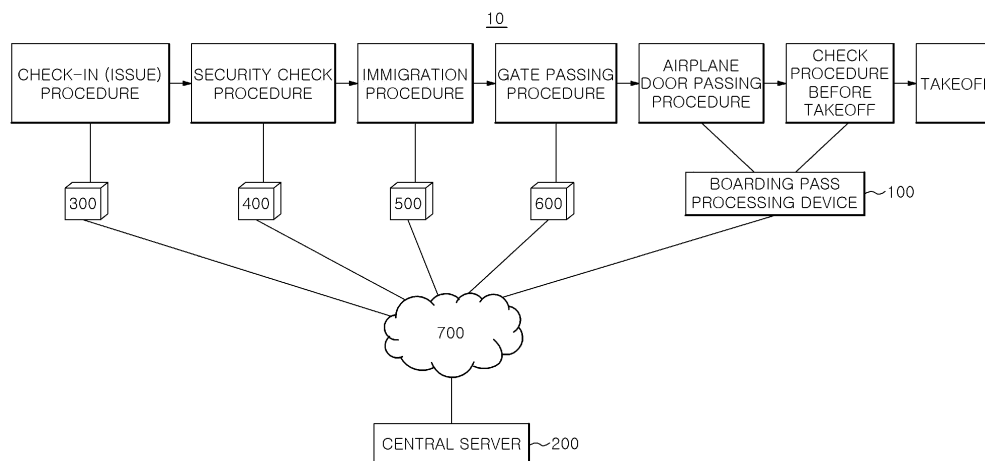 10
CHECK-IN (ISSUE)
PROCEDURE
SECURITY CHECK
PROCEDURE
IMMIGRATION
PROCEDURE
GATE PASSING
PROCEDURE
AIRPLANE
DOOR PASSING
PROCEDURE
CHECK
PROCEDURE
BEFORE
TAKEOFF
TAKEOFF
300
400
500
600
BOARDING PASS
PROCESSING DEVICE
100
700
CENTRAL SERVER
200